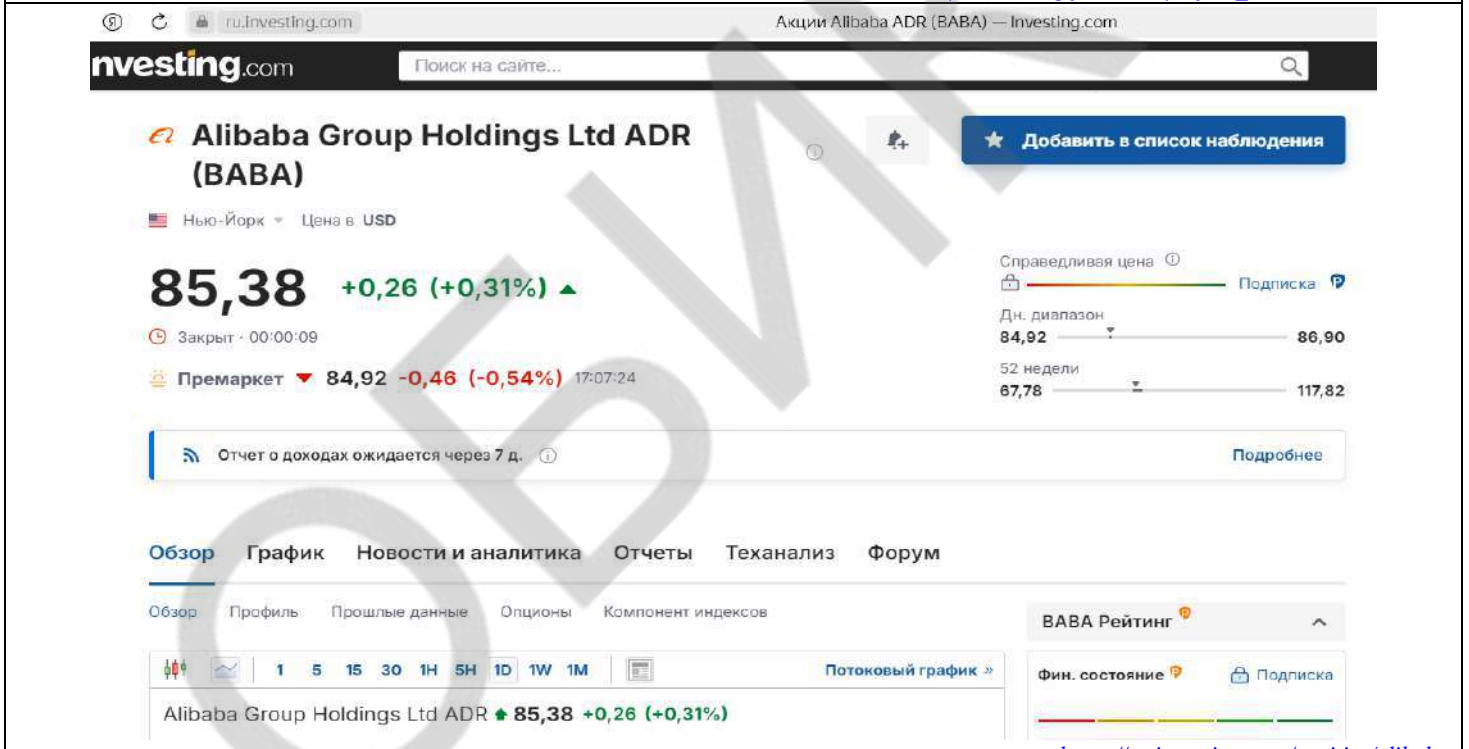 ru.investing.com
Акции Alibaba ADR (BABA) — Investing.com
nvesting.com
Поиск на сайте...
Alibaba Group Holdings Ltd ADR
(BABA)
Добавить в список наблюдения
Нью-Йорк
Цена в USD
85,38 +0,26 (+0,31%)
Закрыт · 00:00:09
Премаркет 84,92 -0,46 (-0,54%) 17:07:24
Справедливая цена
Подписка
Дн. диапазон
84,92 86,90
52 недели
67,78 117,82
Отчет о доходах ожидается через 7 д.
Подробнее
Обзор График Новости и аналитика Отчеты Теханализ Форум
Обзор Профиль Прошлые данные Опционы Компонент индексов
BABA Рейтинг
1 5 15 30 1H 5H 1D 1W 1M
Потоковый график »
Фин. состояние Подписка
Alibaba Group Holdings Ltd ADR 85,38 +0,26 (+0,31%)